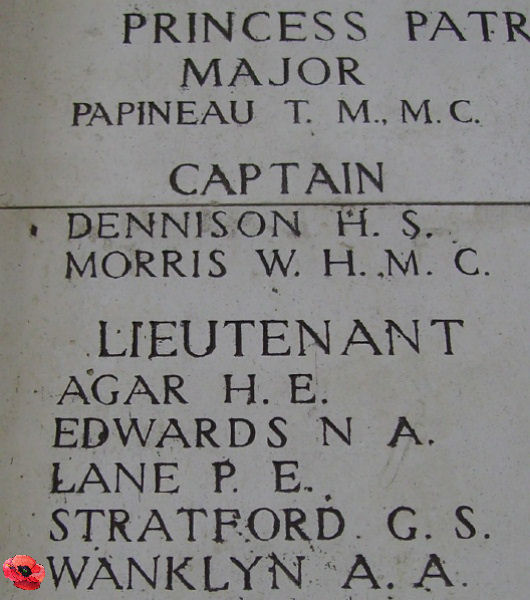 PRINCESS PATR
MAJOR
PAPINEAU T. M., M. C.
CAPTAIN
DENNISON H. S.
MORRIS W. H., M. C.
LIEUTENANT
AGAR H. E.
EDWARDS N A.
LANE P. E.
STRATFORD G. S.
WANKLYN A. A.